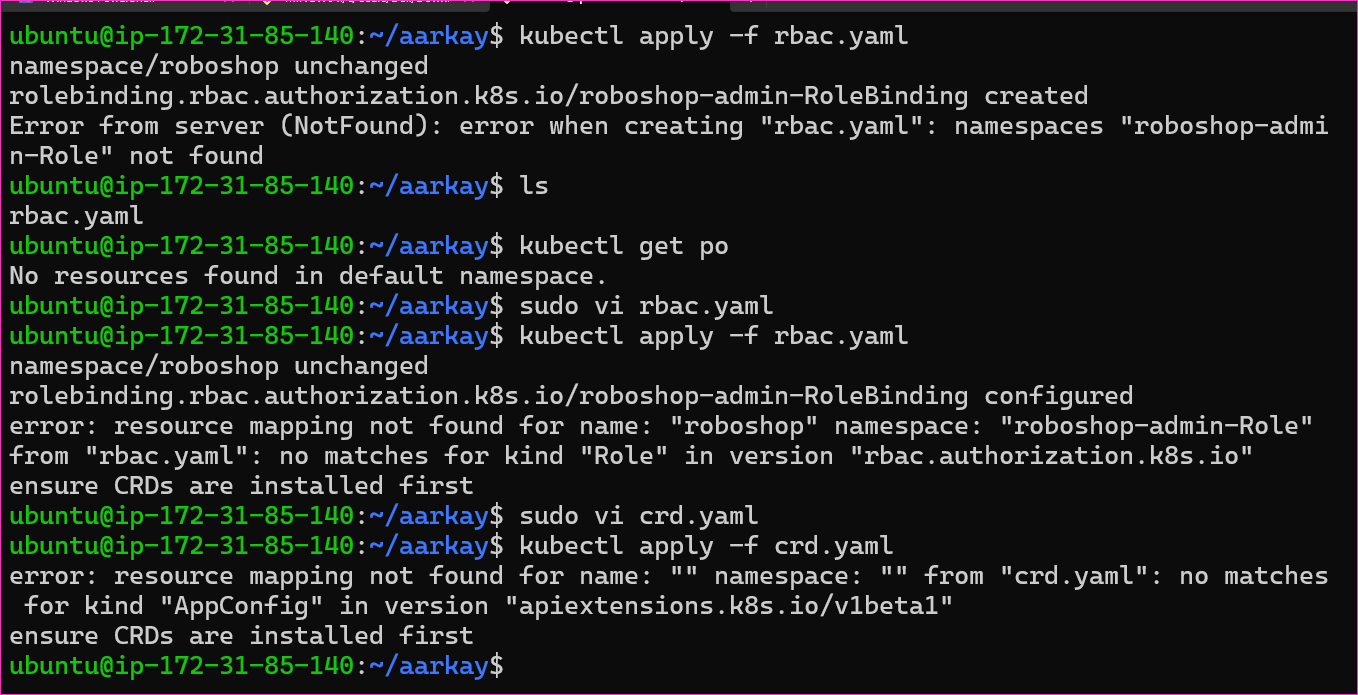 ubuntu@ip-172-31-85-140:~/aarkay$ kubectl apply -f rbac.yaml
namespace/roboshop unchanged
rolebinding.rbac.authorization.k8s.io/roboshop-admin-RoleBinding created
Error from server (NotFound): error when creating "rbac.yaml": namespaces "roboshop-admi
n-Role" not found
ubuntu@ip-172-31-85-140:~/aarkay$ ls
rbac.yaml
ubuntu@ip-172-31-85-140:~/aarkay$ kubectl get po
No resources found in default namespace.
ubuntu@ip-172-31-85-140:~/aarkay$ sudo vi rbac.yaml
ubuntu@ip-172-31-85-140:~/aarkay$ kubectl apply -f rbac.yaml
namespace/roboshop unchanged
rolebinding.rbac.authorization.k8s.io/roboshop-admin-RoleBinding configured
error: resource mapping not found for name: "roboshop" namespace: "roboshop-admin-Role"
from "rbac.yaml": no matches for kind "Role" in version "rbac.authorization.k8s.io"
ensure CRDs are installed first
ubuntu@ip-172-31-85-140:~/aarkay$ sudo vi crd.yaml
ubuntu@ip-172-31-85-140:~/aarkay$ kubectl apply -f crd.yaml
error: resource mapping not found for name: "" namespace: "" from "crd.yaml": no matches
 for kind "AppConfig" in version "apiextensions.k8s.io/v1beta1"
ensure CRDs are installed first
ubuntu@ip-172-31-85-140:~/aarkay$